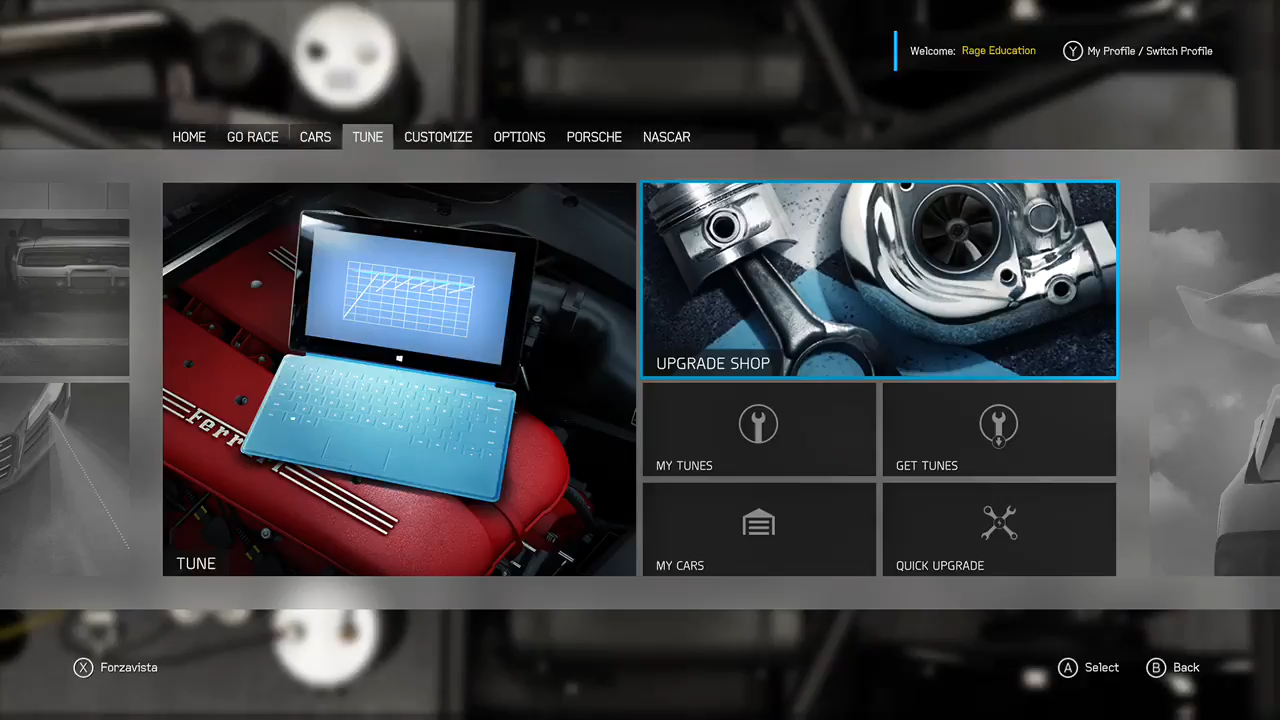 Welcome: Rage Education
Y My Profile / Switch Profile
HOME GO RACE CARS TUNE CUSTOMIZE OPTIONS PORSCHE NASCAR
Ferr
TUNE
UPGRADE SHOP
MY TUNES
GET TUNES
MY CARS
QUICK UPGRADE
X Forzavista
A Select
B Back